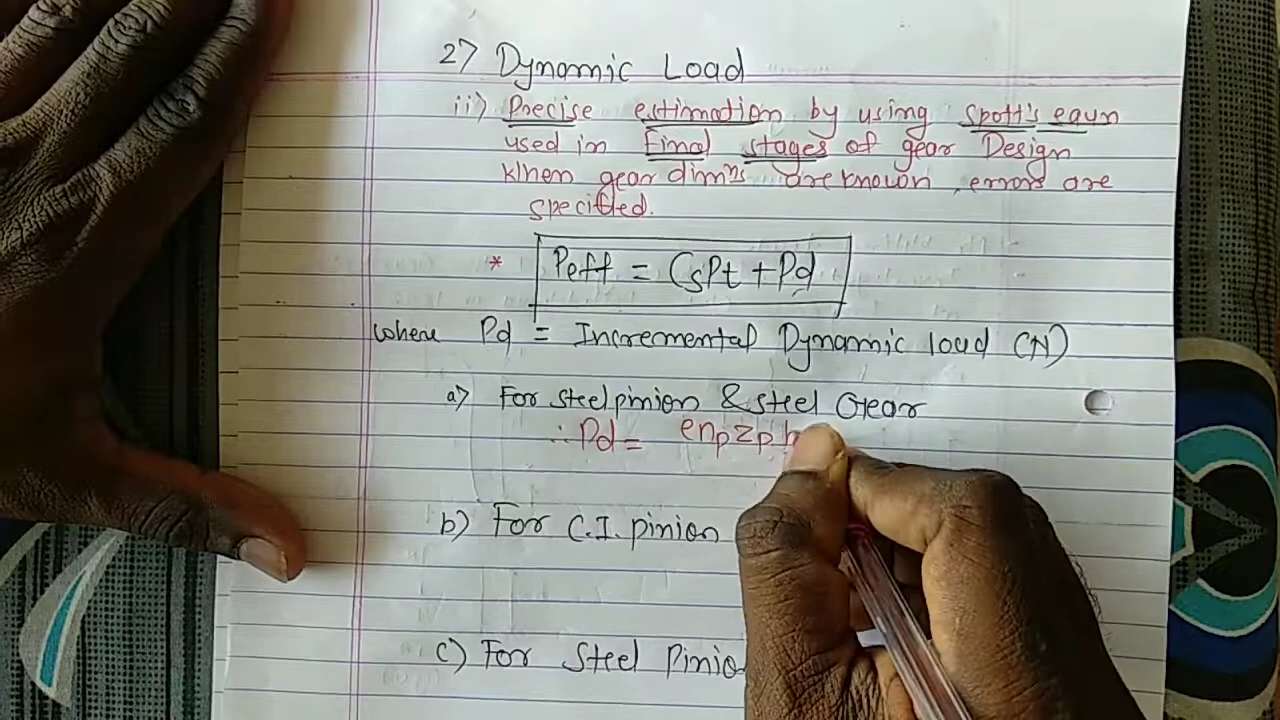 2) Dynamic Load
ii) Precise estimation by using spott's equn
used in Final stages of gear Design
When gear dimns are known, errors are
specified.
* Peff = CsPt + Pd
where Pd = Incremental Dynamic load (N)
a) For steel pinion & steel Gear
∴ Pd = enpzpb
b) For C.I. pinion
c) For Steel Pinio